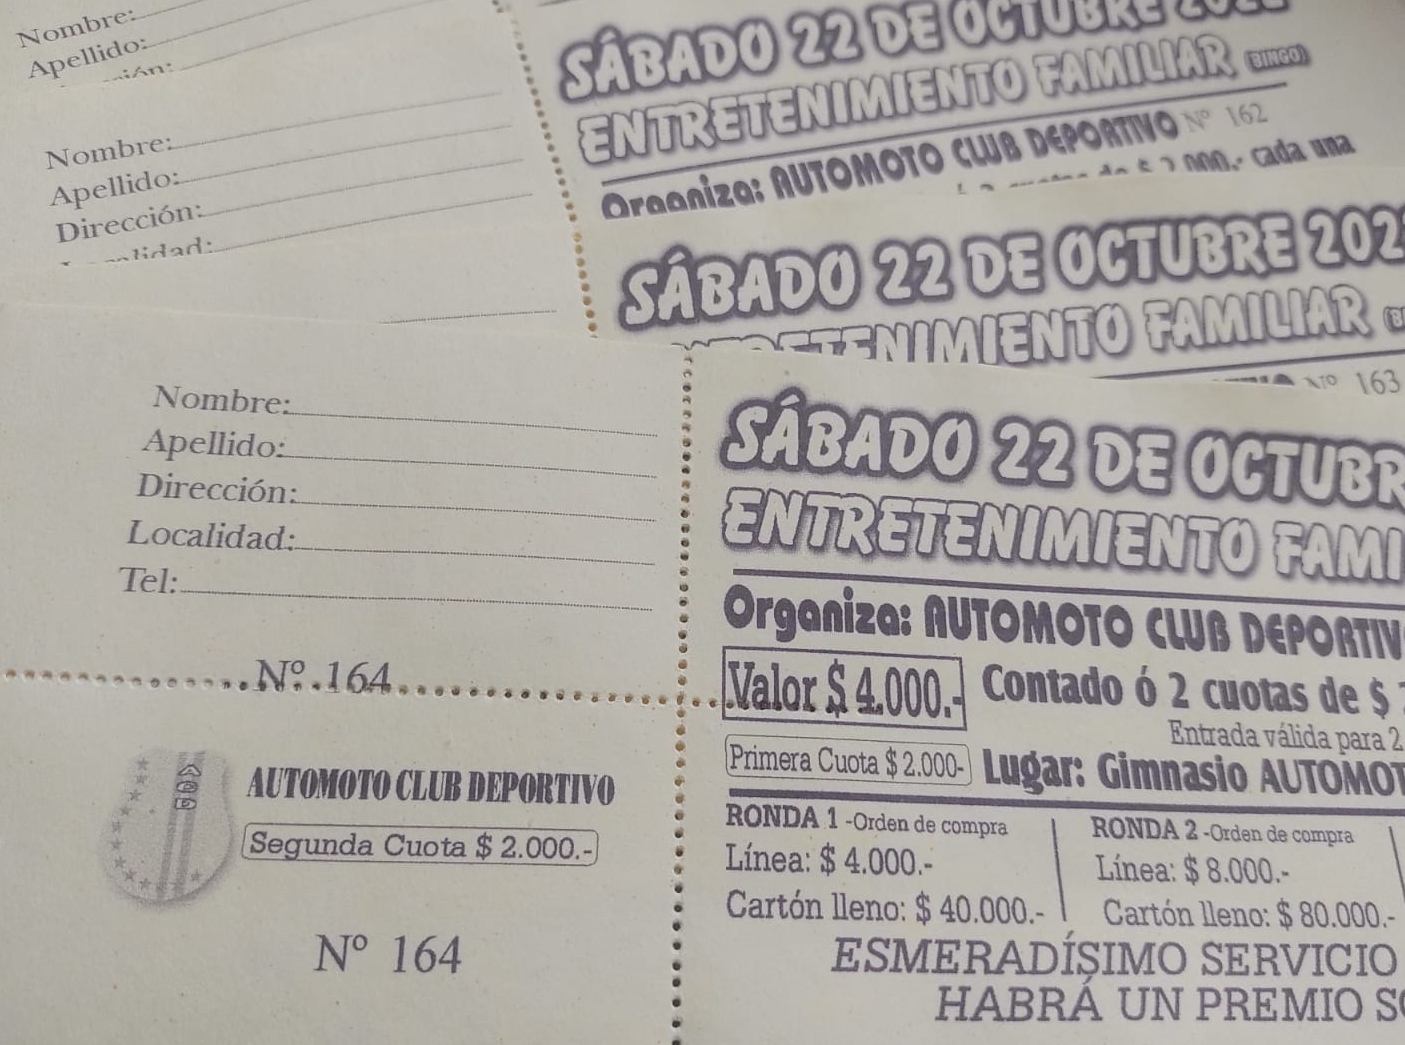 Nombre:
Apellido:
SÁBADO 22 DE OCTUBRE
ENTRETENIMIENTO FAMILIAR (BINGO)
Organiza: AUTOMOTO CLUB DEPORTIVO Nº 162
cada una
Nombre:
Apellido:
Dirección:
SÁBADO 22 DE OCTUBRE 202
ENTRETENIMIENTO FAMILIAR
Nº 163
Nombre:
Apellido:
Dirección:
Localidad:
Tel:
Nº 164
AUTOMOTO CLUB DEPORTIVO
Segunda Cuota $ 2.000.-
Nº 164
SÁBADO 22 DE OCTUBR
ENTRETENIMIENTO FAMI
Organiza: AUTOMOTO CLUB DEPORTIV
Valor $ 4.000.- Contado ó 2 cuotas de $
Entrada válida para 2
Primera Cuota $ 2.000- Lugar: Gimnasio AUTOMOT
RONDA 1 -Orden de compra
Línea: $ 4.000.-
Cartón lleno: $ 40.000.-
RONDA 2 -Orden de compra
Línea: $ 8.000.-
Cartón lleno: $ 80.000.-
ESMERADÍSIMO SERVICIO
HABRÁ UN PREMIO S